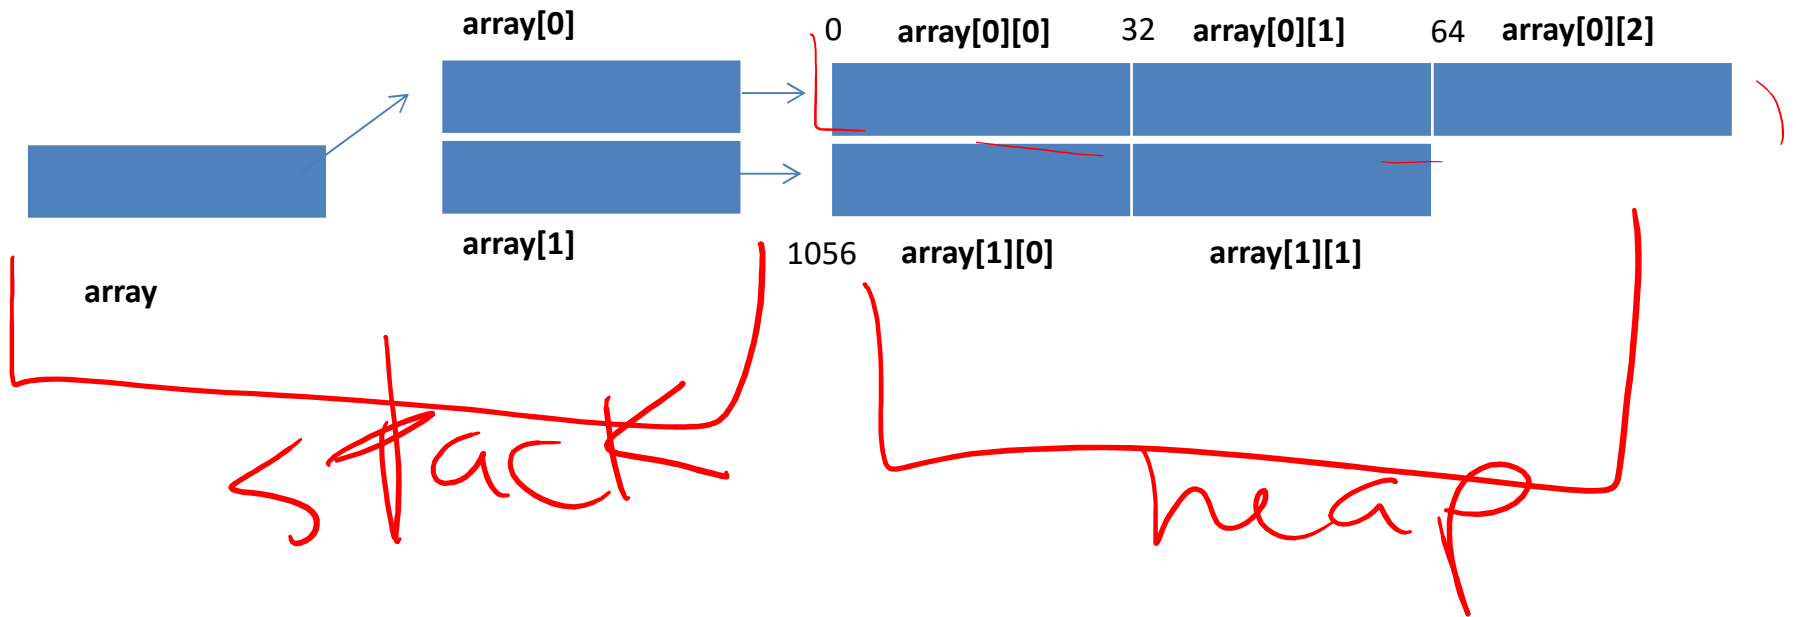 array[0]
0 array[0][0] 32 array[0][1] 64 array[0][2]
array[1]
1056 array[1][0] array[1][1]
array
stack
heap